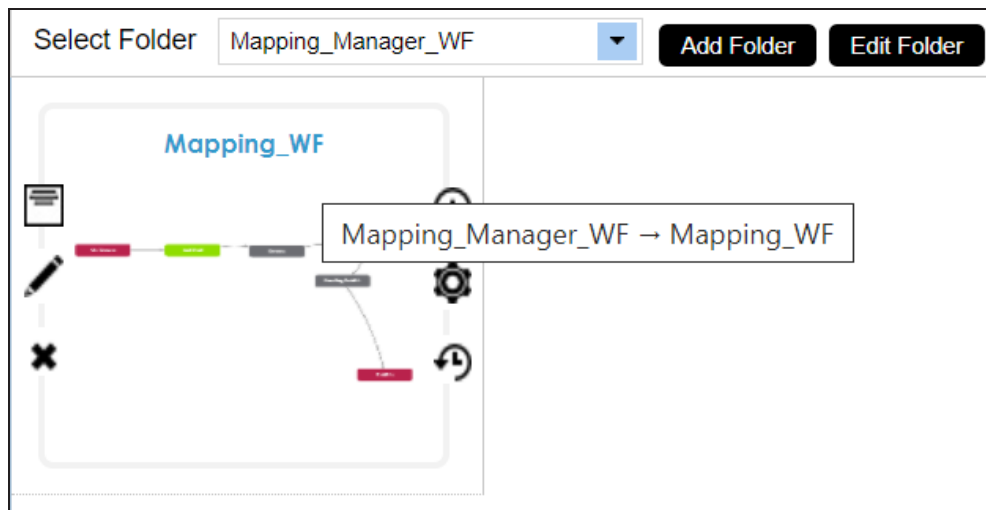 Select Folder
Mapping_Manager_WF
Add Folder
Edit Folder
Mapping_WF
Mapping_Manager_WF → Mapping_WF